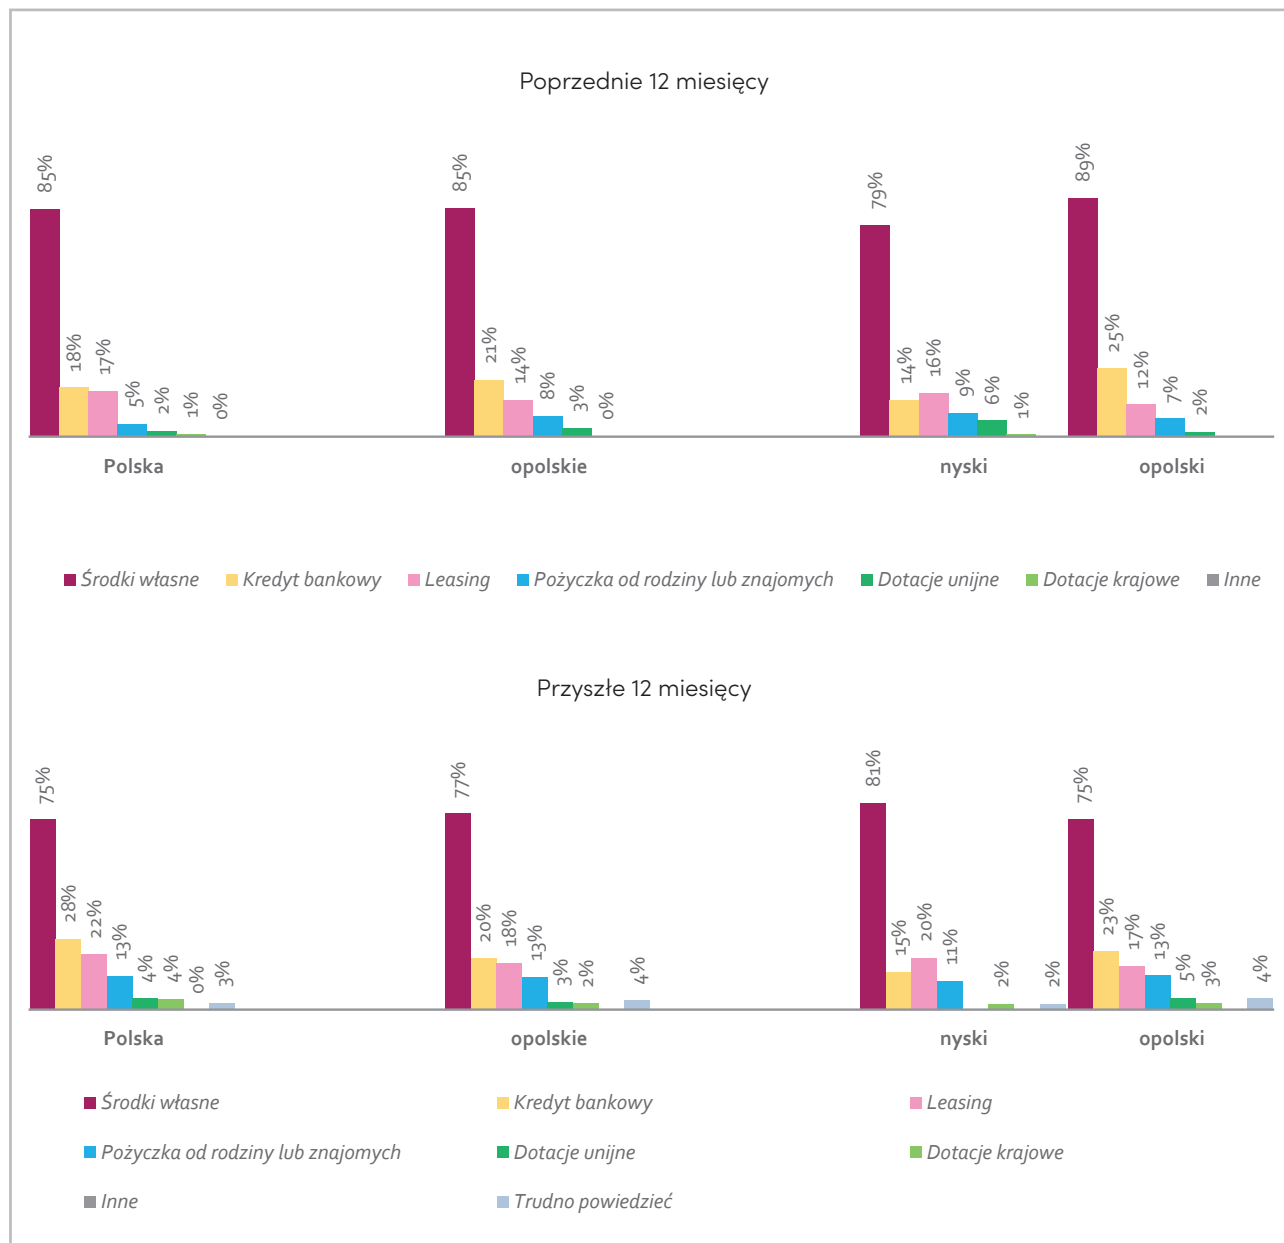 Poprzednie 12 miesięcy
85% 18% 17% 5% 2% 1% 0%
85% 21% 14% 8% 3% 0%
79% 14% 16% 9% 6% 1%
89% 25% 12% 7% 2%
Polska opolskie nyski opolski
Środki własne Kredyt bankowy Leasing Pożyczka od rodziny lub znajomych Dotacje unijne Dotacje krajowe Inne
Przyszłe 12 miesięcy
75% 28% 22% 13% 4% 4% 0% 3%
77% 20% 18% 13% 3% 2% 4%
81% 15% 20% 11% 2% 2%
75% 23% 17% 13% 5% 3% 4%
Polska opolskie nyski opolski
Środki własne Kredyt bankowy Leasing
Pożyczka od rodziny lub znajomych Dotacje unijne Dotacje krajowe
Inne Trudno powiedzieć